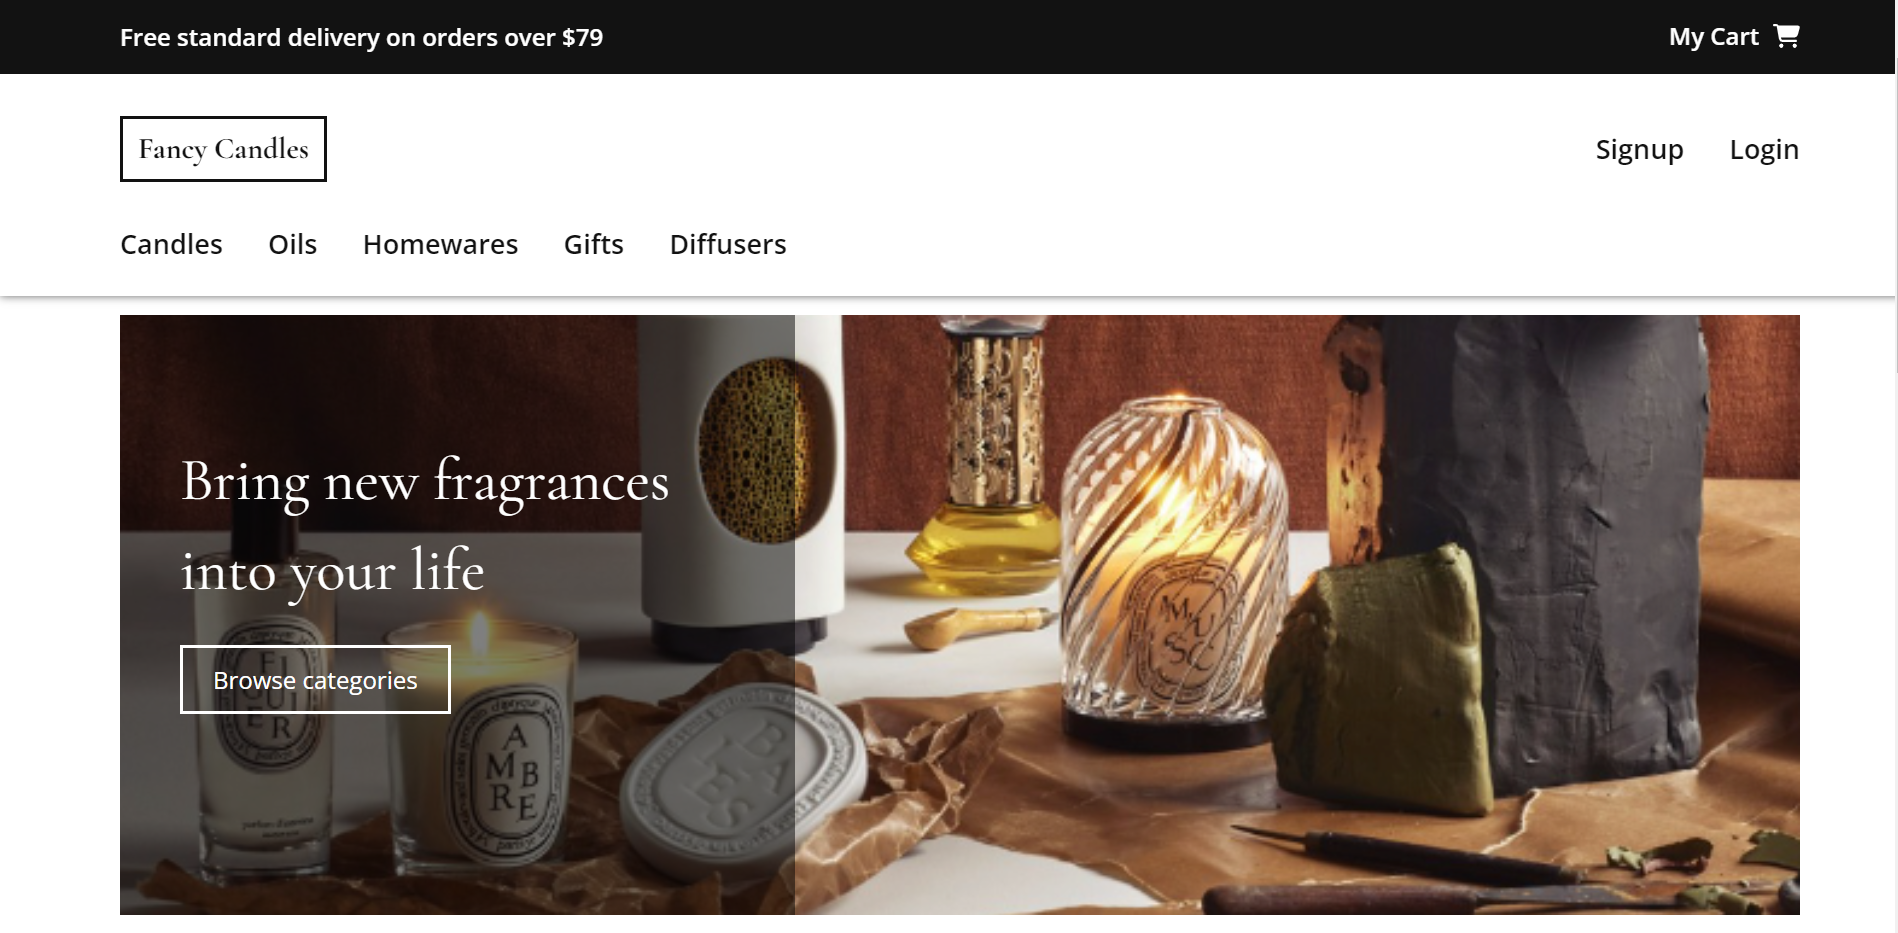 Free standard delivery on orders over $79
My Cart
Fancy Candles
Signup Login
Candles Oils Homewares Gifts Diffusers
Bring new fragrances
into your life
Browse categories
AMBRE
MUSC